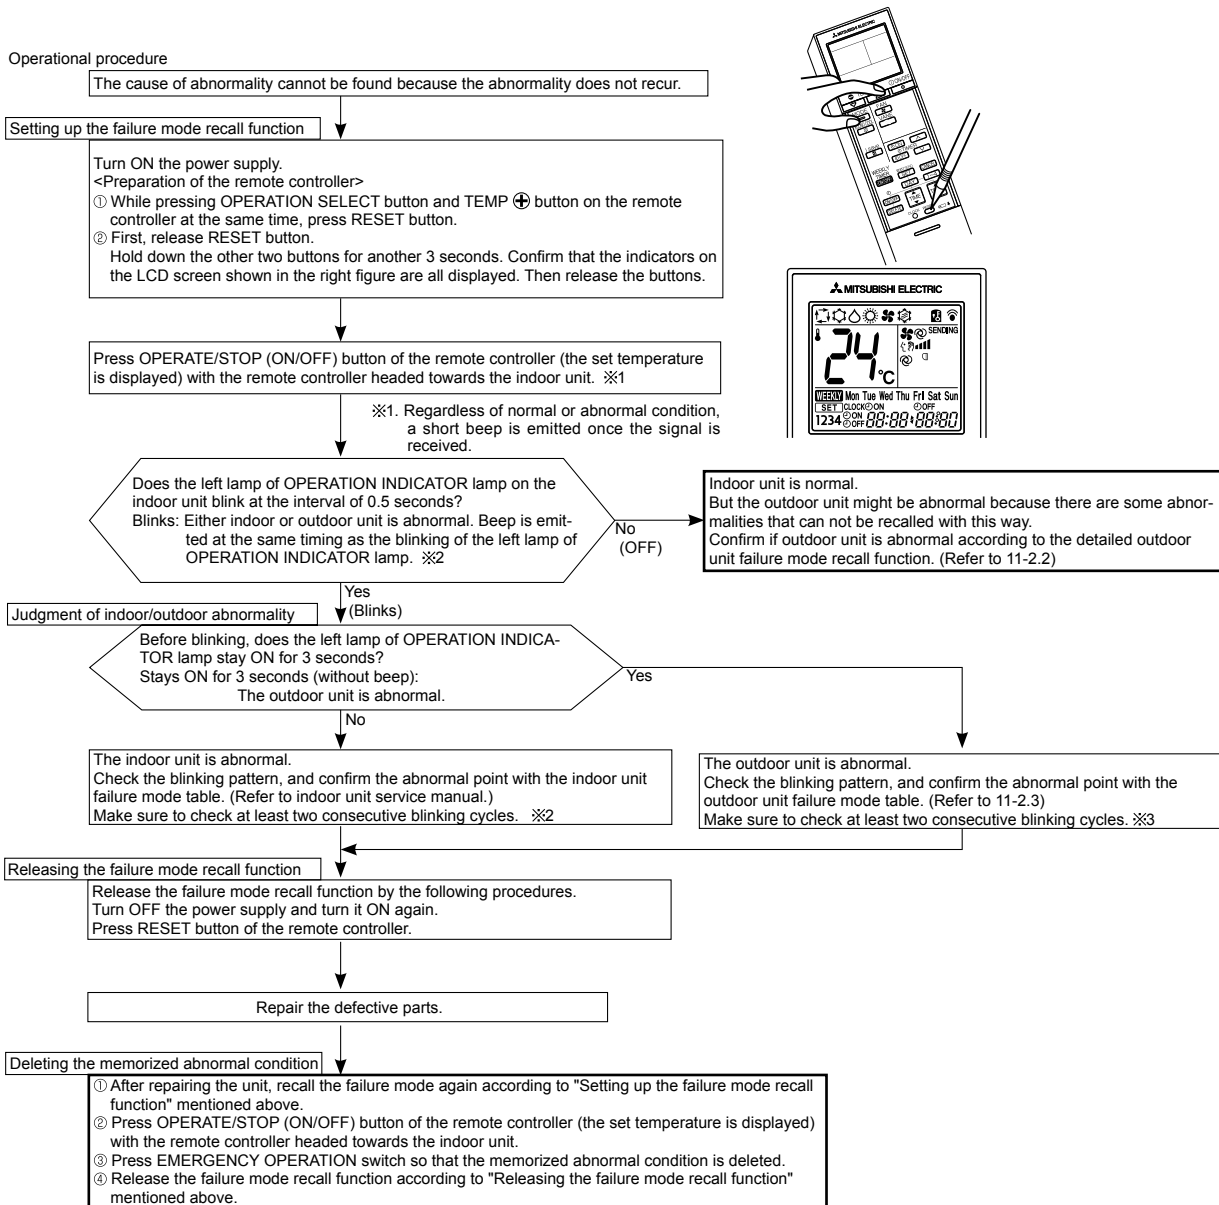 Operational procedure
The cause of abnormality cannot be found because the abnormality does not recur.
Setting up the failure mode recall function
Turn ON the power supply.
<Preparation of the remote controller>
① While pressing OPERATION SELECT button and TEMP ⊕ button on the remote
controller at the same time, press RESET button.
② First, release RESET button.
Hold down the other two buttons for another 3 seconds. Confirm that the indicators on
the LCD screen shown in the right figure are all displayed. Then release the buttons.
MITSUBISHI ELECTRIC
MITSUBISHI ELECTRIC
SENDING
24°C
WEEKLY Mon Tue Wed Thu Fri Sat Sun
SET CLOCK ON OFF
1234 ON OFF 88:88 88:88
Press OPERATE/STOP (ON/OFF) button of the remote controller (the set temperature
is displayed) with the remote controller headed towards the indoor unit. ※1
※1. Regardless of normal or abnormal condition,
a short beep is emitted once the signal is
received.
Does the left lamp of OPERATION INDICATOR lamp on the
indoor unit blink at the interval of 0.5 seconds?
Blinks: Either indoor or outdoor unit is abnormal. Beep is emit-
ted at the same timing as the blinking of the left lamp of
OPERATION INDICATOR lamp. ※2
No
(OFF)
Indoor unit is normal.
But the outdoor unit might be abnormal because there are some abnor-
malities that can not be recalled with this way.
Confirm if outdoor unit is abnormal according to the detailed outdoor
unit failure mode recall function. (Refer to 11-2.2)
Yes
(Blinks)
Judgment of indoor/outdoor abnormality
Before blinking, does the left lamp of OPERATION INDICA-
TOR lamp stay ON for 3 seconds?
Stays ON for 3 seconds (without beep):
The outdoor unit is abnormal.
Yes
No
The indoor unit is abnormal.
Check the blinking pattern, and confirm the abnormal point with the indoor unit
failure mode table. (Refer to indoor unit service manual.)
Make sure to check at least two consecutive blinking cycles. ※2
The outdoor unit is abnormal.
Check the blinking pattern, and confirm the abnormal point with the
outdoor unit failure mode table. (Refer to 11-2.3)
Make sure to check at least two consecutive blinking cycles. ※3
Releasing the failure mode recall function
Release the failure mode recall function by the following procedures.
Turn OFF the power supply and turn it ON again.
Press RESET button of the remote controller.
Repair the defective parts.
Deleting the memorized abnormal condition
① After repairing the unit, recall the failure mode again according to "Setting up the failure mode recall
function" mentioned above.
② Press OPERATE/STOP (ON/OFF) button of the remote controller (the set temperature is displayed)
with the remote controller headed towards the indoor unit.
③ Press EMERGENCY OPERATION switch so that the memorized abnormal condition is deleted.
④ Release the failure mode recall function according to "Releasing the failure mode recall function"
mentioned above.